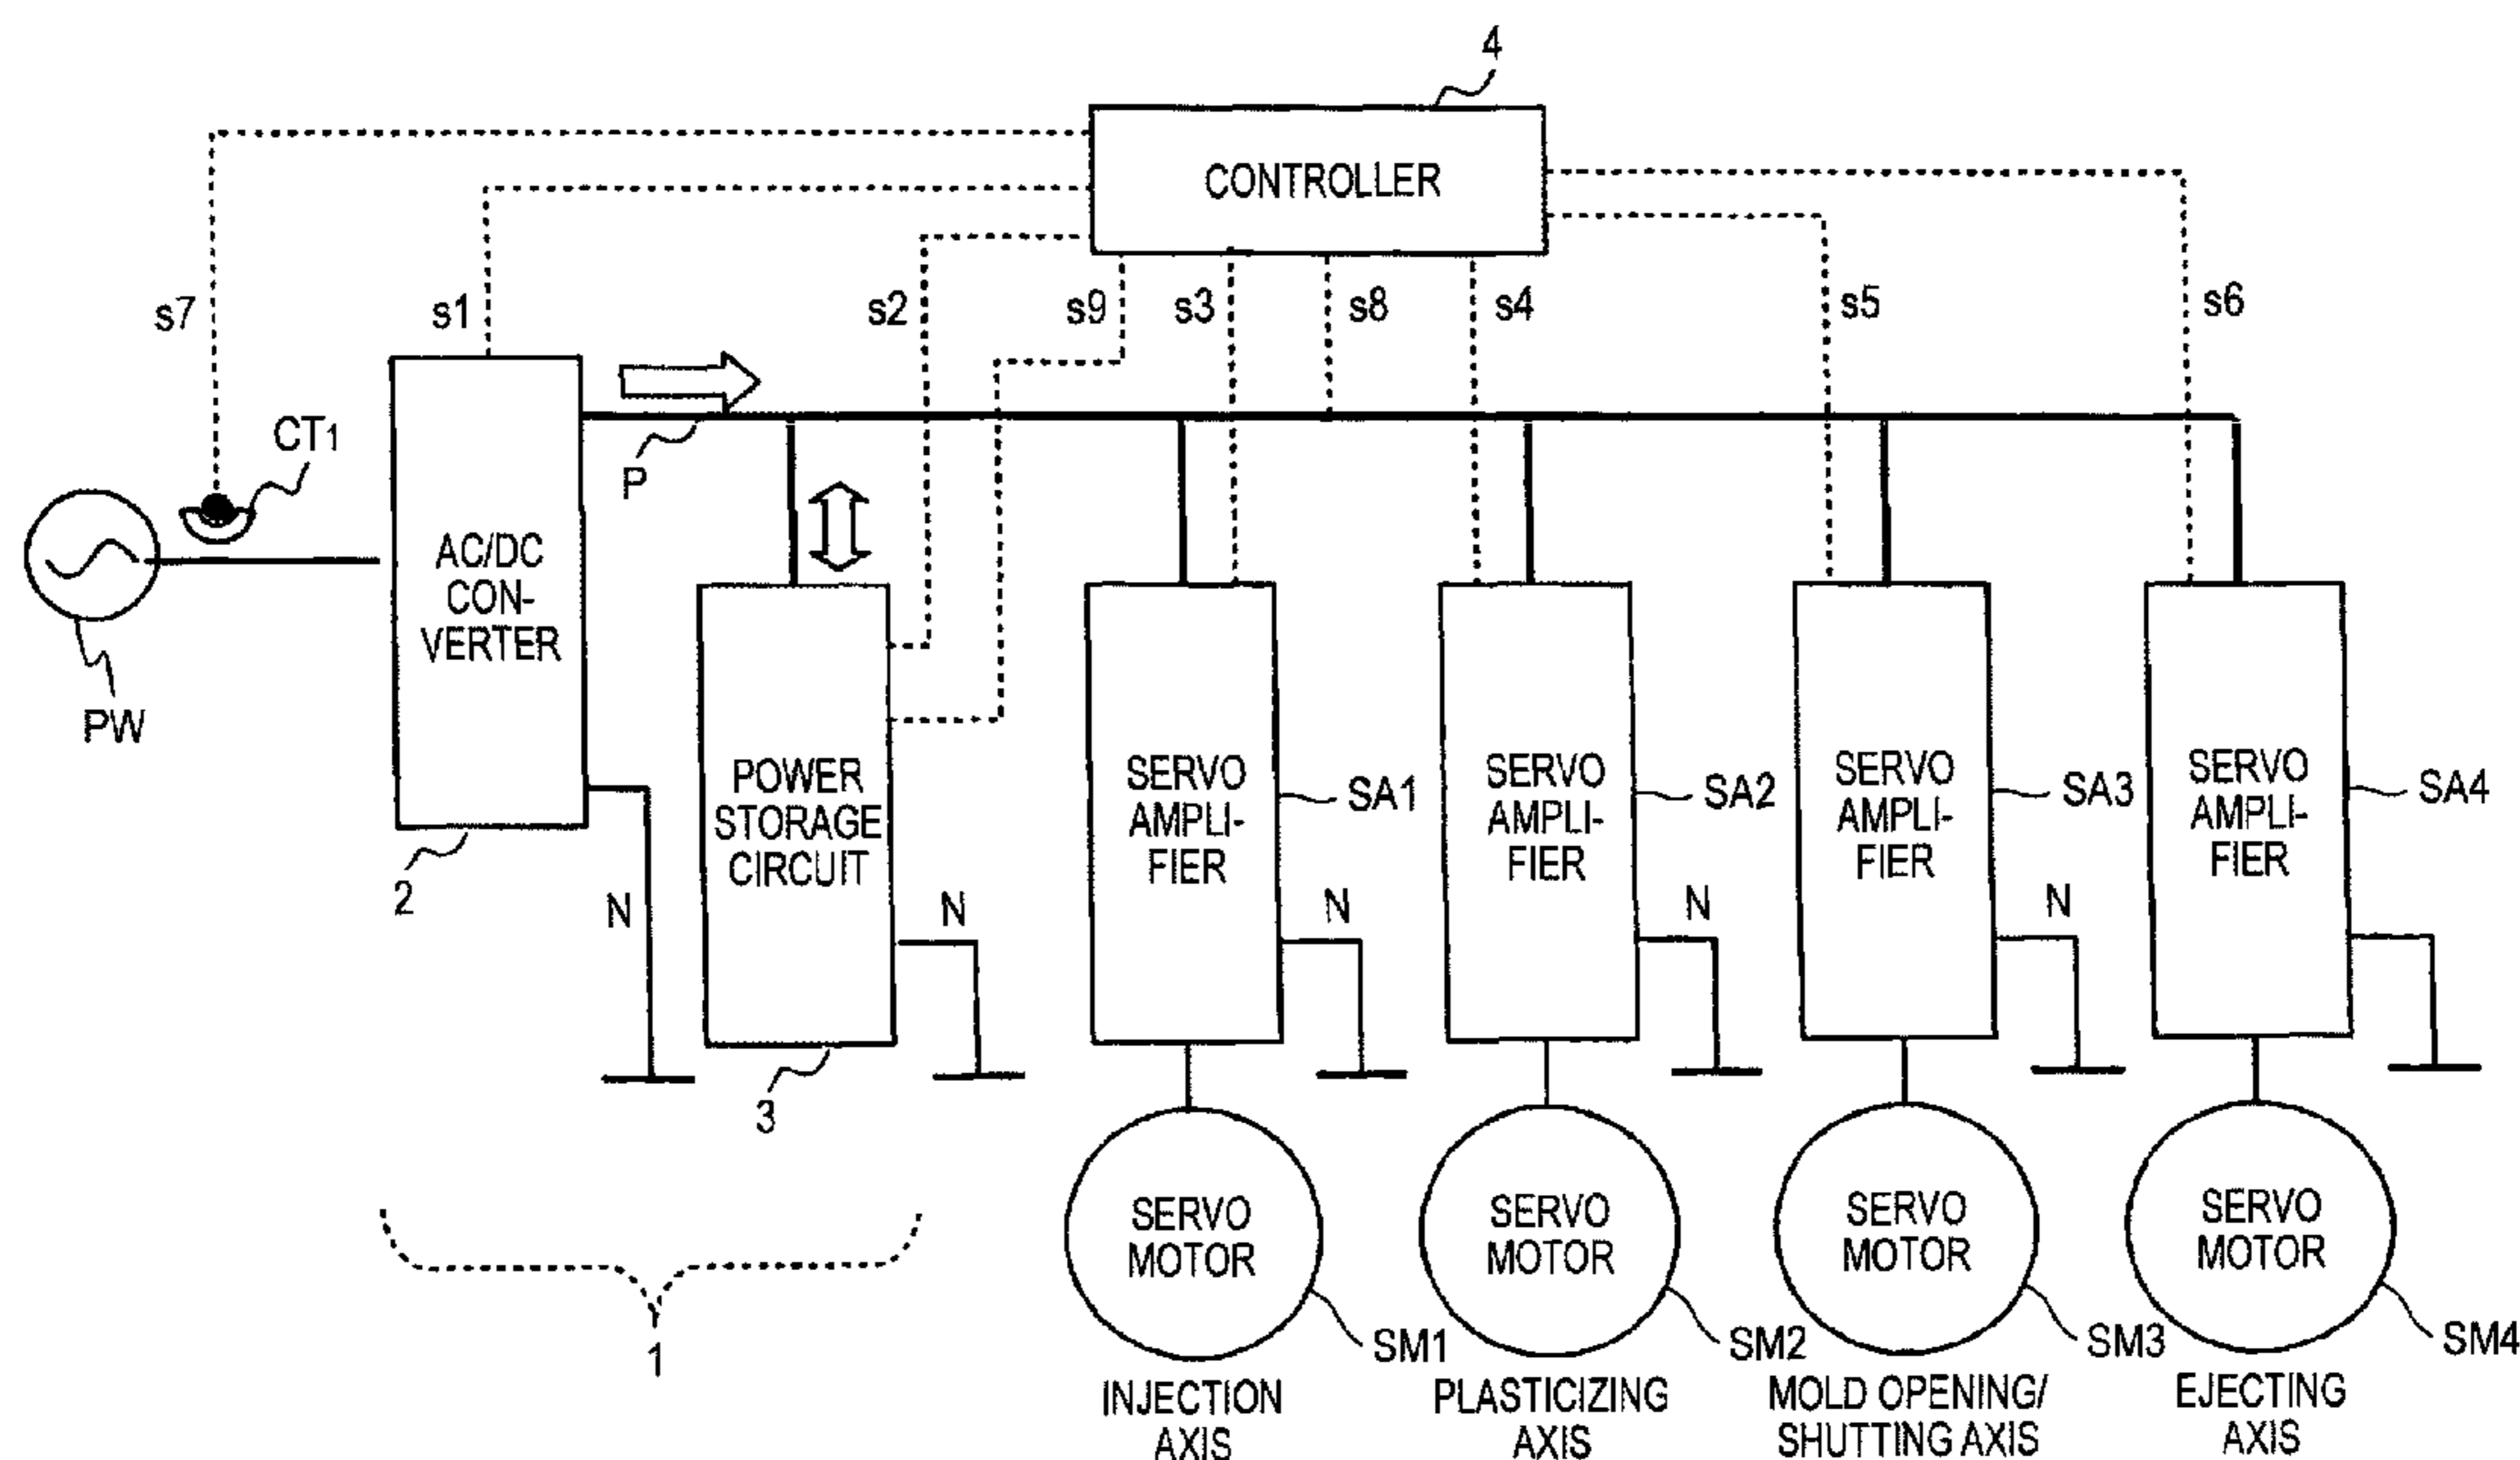 4
CONTROLLER
s7
s1
s2
s9
s3
s8
s4
s5
s6
CT1
P
PW
AC/DC
CON-
VERTER
2
N
POWER
STORAGE
CIRCUIT
3
N
SERVO
AMPLI-
FIER
SA1
N
SERVO
AMPLI-
FIER
SA2
N
SERVO
AMPLI-
FIER
SA3
N
SERVO
AMPLI-
FIER
SA4
1
SERVO
MOTOR
SM1
INJECTION
AXIS
SERVO
MOTOR
SM2
PLASTICIZING
AXIS
SERVO
MOTOR
SM3
MOLD OPENING/
SHUTTING AXIS
SERVO
MOTOR
SM4
EJECTING
AXIS